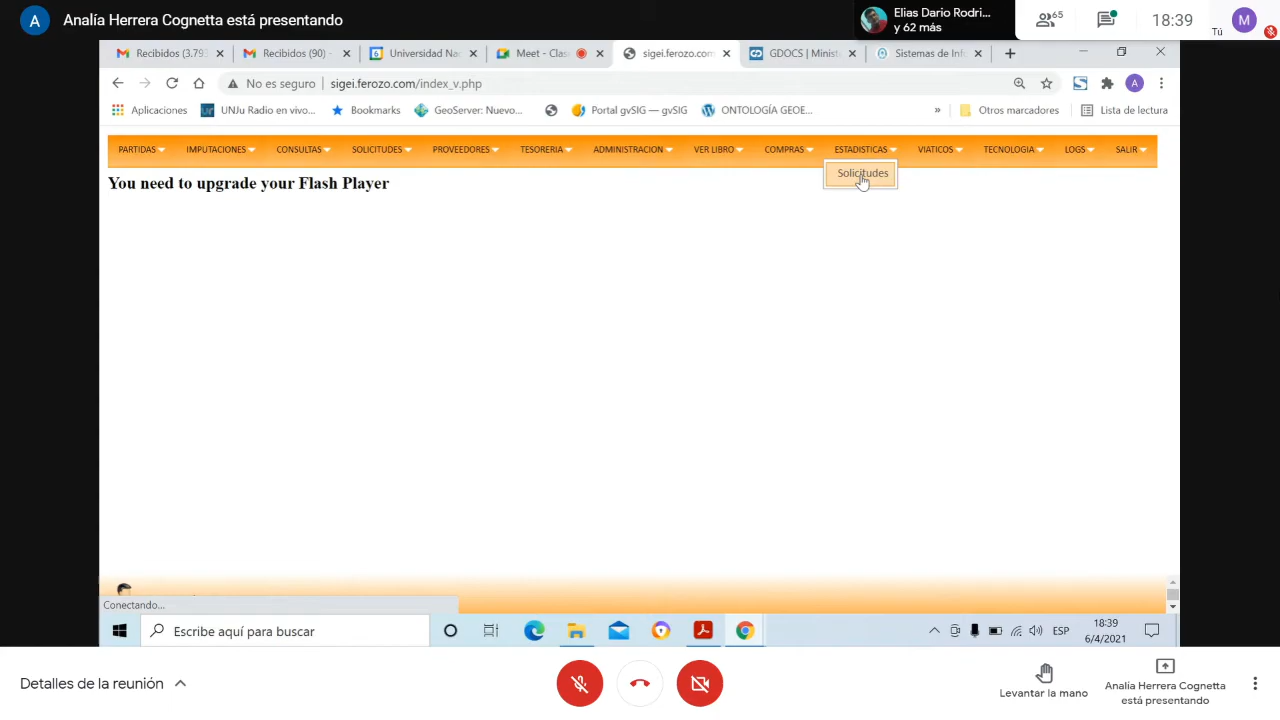 A
Analía Herrera Cognetta está presentando
Elias Dario Rodri...
y 62 más
65
18:39
Tú
M
Recibidos (3.793
Recibidos (90) -
6
Universidad Nac
Meet - Clas
sigei.ferozo.com
GDOCS | Minist
Sistemas de Info
No es seguro | sigei.ferozo.com/index_v.php
A
Aplicaciones
UNJu Radio en vivo...
Bookmarks
GeoServer: Nuevo...
Portal gvSIG — gvSIG
ONTOLOGÍA GEOE...
»
Otros marcadores
Lista de lectura
PARTIDAS
IMPUTACIONES
CONSULTAS
SOLICITUDES
PROVEEDORES
TESORERIA
ADMINISTRACION
VER LIBRO
COMPRAS
ESTADISTICAS
VIATICOS
TECNOLOGIA
LOGS
SALIR
Solicitudes
You need to upgrade your Flash Player
Conectando...
Escribe aquí para buscar
ESP
18:39
6/4/2021
Detalles de la reunión
Levantar la mano
Analía Herrera Cognetta
está presentando